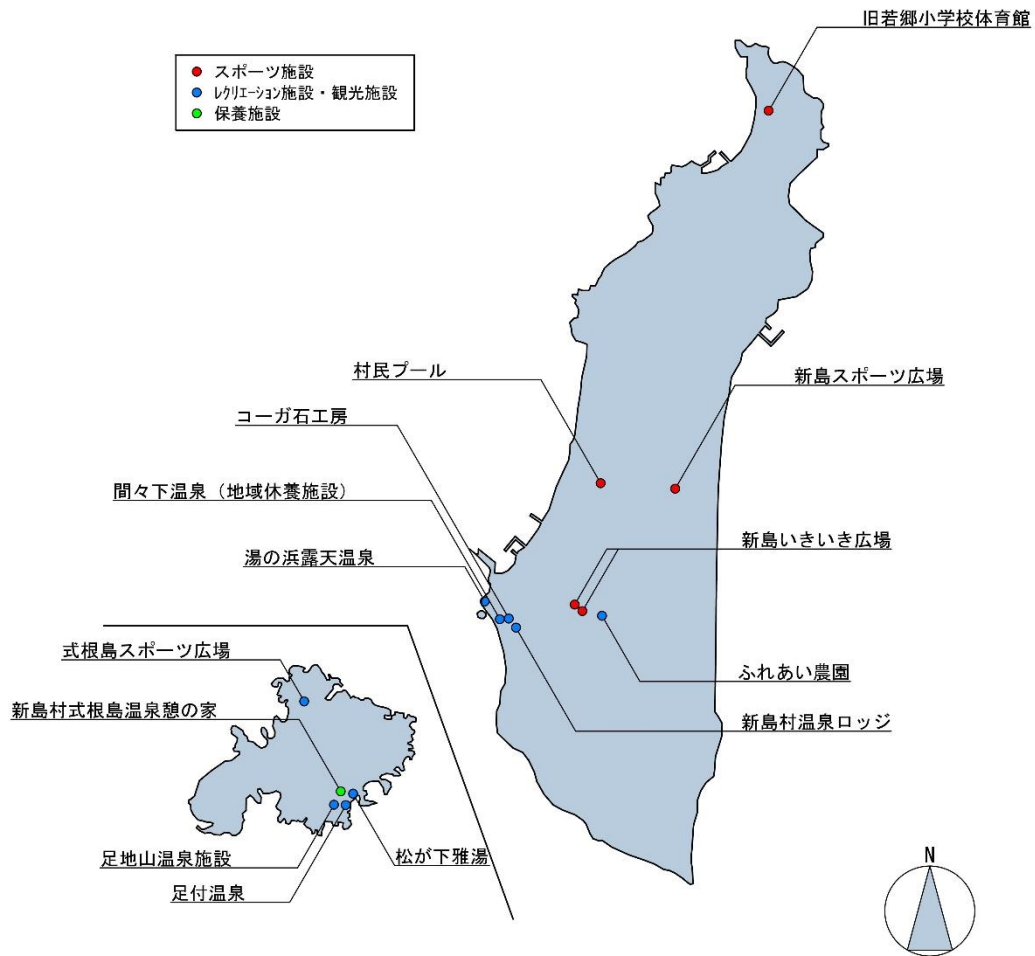 旧若郷小学校体育館
スポーツ施設
ﾚｸﾘｴｰｼｮﾝ施設・観光施設
保養施設
村民プール
新島スポーツ広場
コーガ石工房
間々下温泉（地域休養施設）
新島いきいき広場
湯の浜露天温泉
式根島スポーツ広場
ふれあい農園
新島村式根島温泉憩の家
新島村温泉ロッジ
足地山温泉施設
松が下雅湯
足付温泉
N